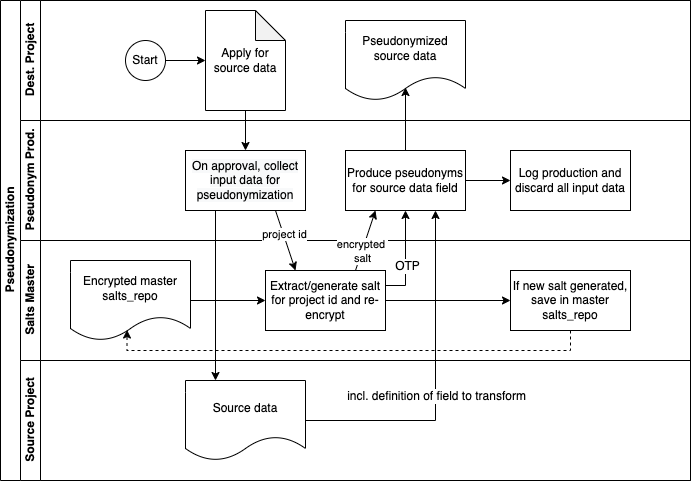 Pseudonymization
Dest. Project
Start
Apply for
source data
Pseudonymized
source data
Pseudonym Prod.
On approval, collect
input data for
pseudonymization
Produce pseudonyms
for source data field
Log production and
discard all input data
project id
encrypted
salt
OTP
Salts Master
Encrypted master
salts_repo
Extract/generate salt
for project id and re-
encrypt
If new salt generated,
save in master
salts_repo
Source Project
Source data
incl. definition of field to transform